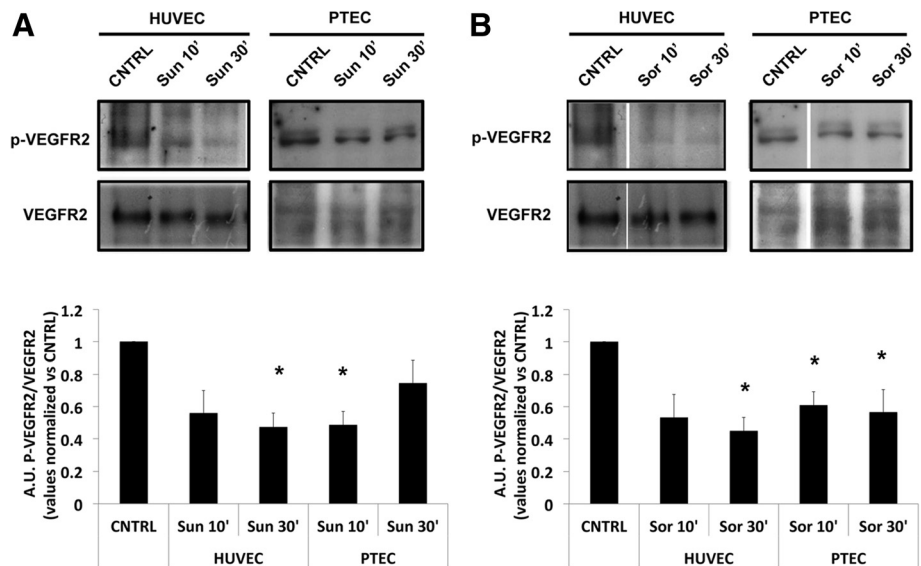 A
HUVEC
PTEC
CNTRL
Sun 10'
Sun 30'
CNTRL
Sun 10'
Sun 30'
p-VEGFR2
VEGFR2
A.U. P-VEGFR2/VEGFR2
(values normalized vs CNTRL)
1.2
1
0.8
0.6
0.4
0.2
0
*
*
CNTRL
Sun 10'
Sun 30'
Sun 10'
Sun 30'
HUVEC
PTEC
B
HUVEC
PTEC
CNTRL
Sor 10'
Sor 30'
CNTRL
Sor 10'
Sor 30'
p-VEGFR2
VEGFR2
A.U. P-VEGFR2/VEGFR2
(values normalized vs CNTRL)
1.2
1
0.8
0.6
0.4
0.2
0
*
*
*
CNTRL
Sor 10'
Sor 30'
Sor 10'
Sor 30'
HUVEC
PTEC